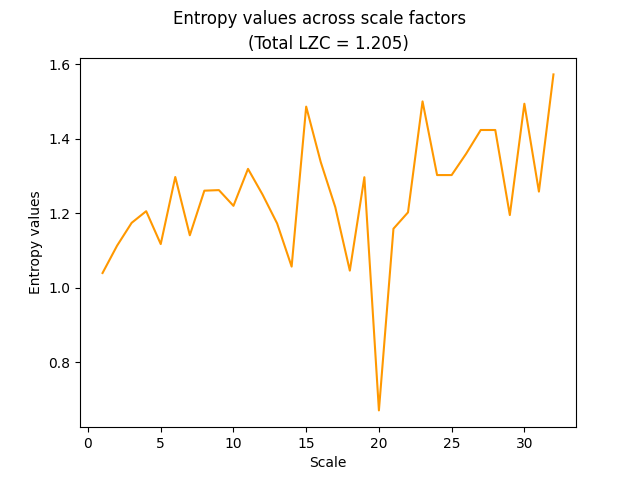 Entropy values across scale factors
(Total LZC = 1.205)
1.6
1.4
1.2
1.0
0.8
Entropy values
0 5 10 15 20 25 30
Scale